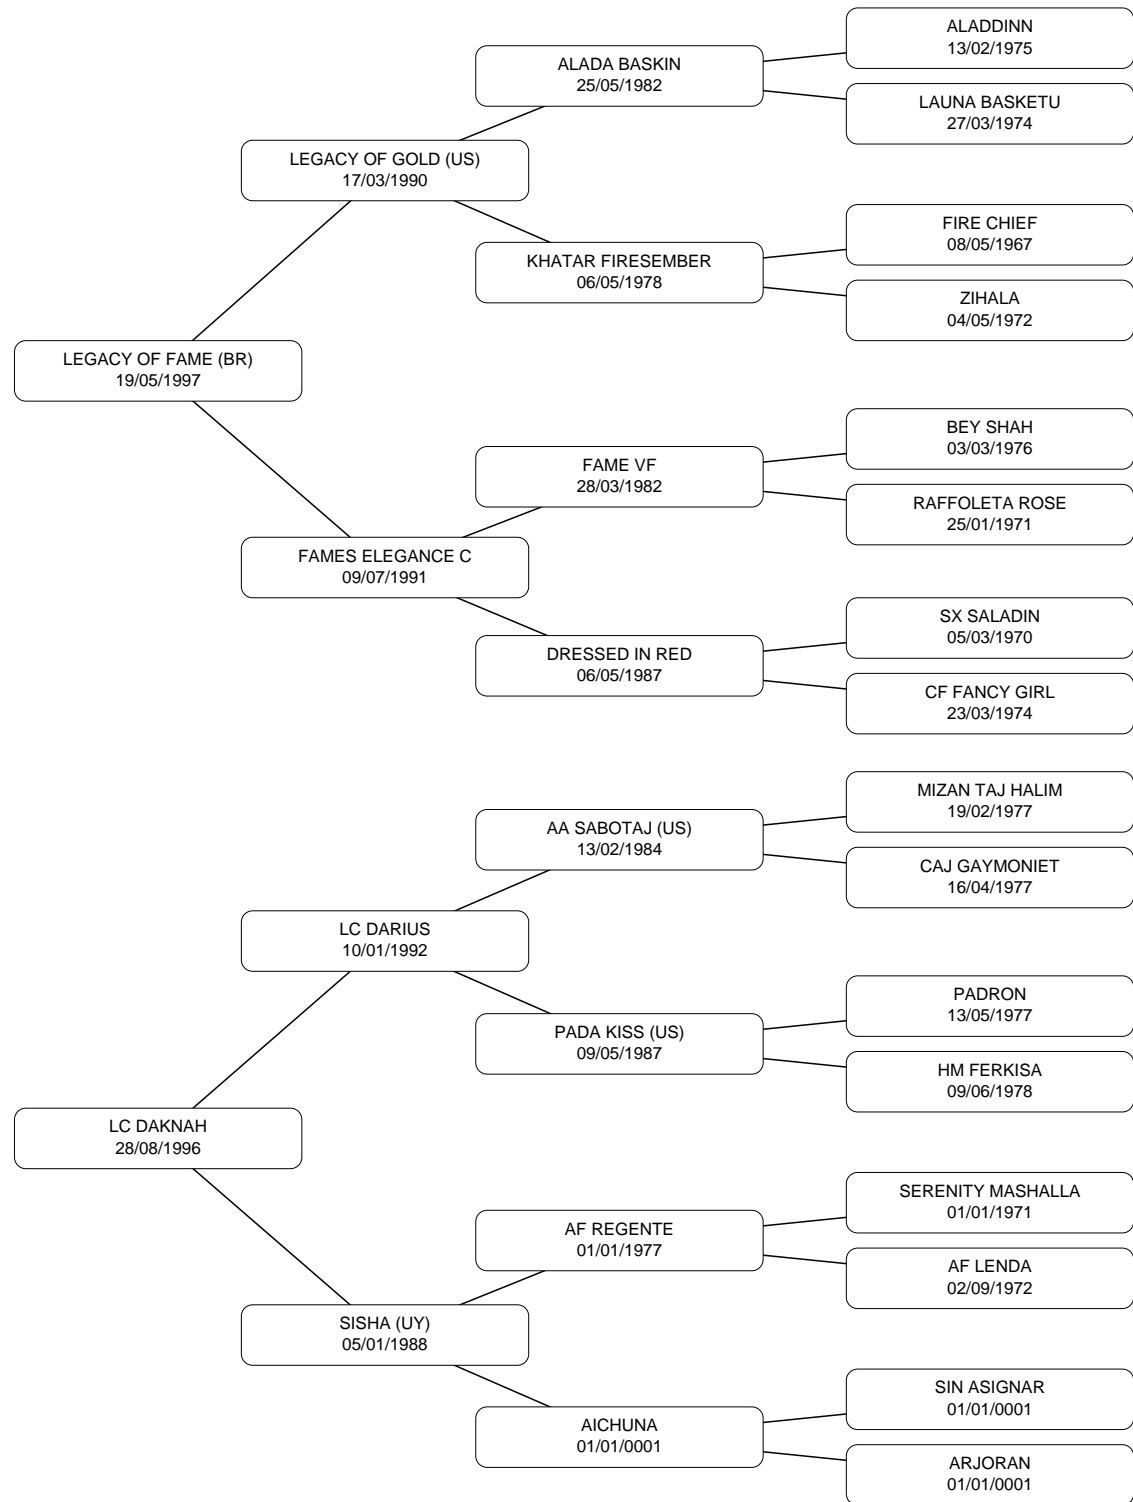 ALADDINN
13/02/1975
ALADA BASKIN
25/05/1982
LAUNA BASKETU
27/03/1974
LEGACY OF GOLD (US)
17/03/1990
FIRE CHIEF
08/05/1967
KHATAR FIRESEMBER
06/05/1978
ZIHALA
04/05/1972
LEGACY OF FAME (BR)
19/05/1997
BEY SHAH
03/03/1976
FAME VF
28/03/1982
RAFFOLETA ROSE
25/01/1971
FAMES ELEGANCE C
09/07/1991
SX SALADIN
05/03/1970
DRESSED IN RED
06/05/1987
CF FANCY GIRL
23/03/1974
MIZAN TAJ HALIM
19/02/1977
AA SABOTAJ (US)
13/02/1984
CAJ GAYMONIET
16/04/1977
LC DARIUS
10/01/1992
PADRON
13/05/1977
PADA KISS (US)
09/05/1987
HM FERKISA
09/06/1978
LC DAKNAH
28/08/1996
SERENITY MASHALLA
01/01/1971
AF REGENTE
01/01/1977
AF LENDA
02/09/1972
SISHA (UY)
05/01/1988
SIN ASIGNAR
01/01/0001
AICHUNA
01/01/0001
ARJORAN
01/01/0001